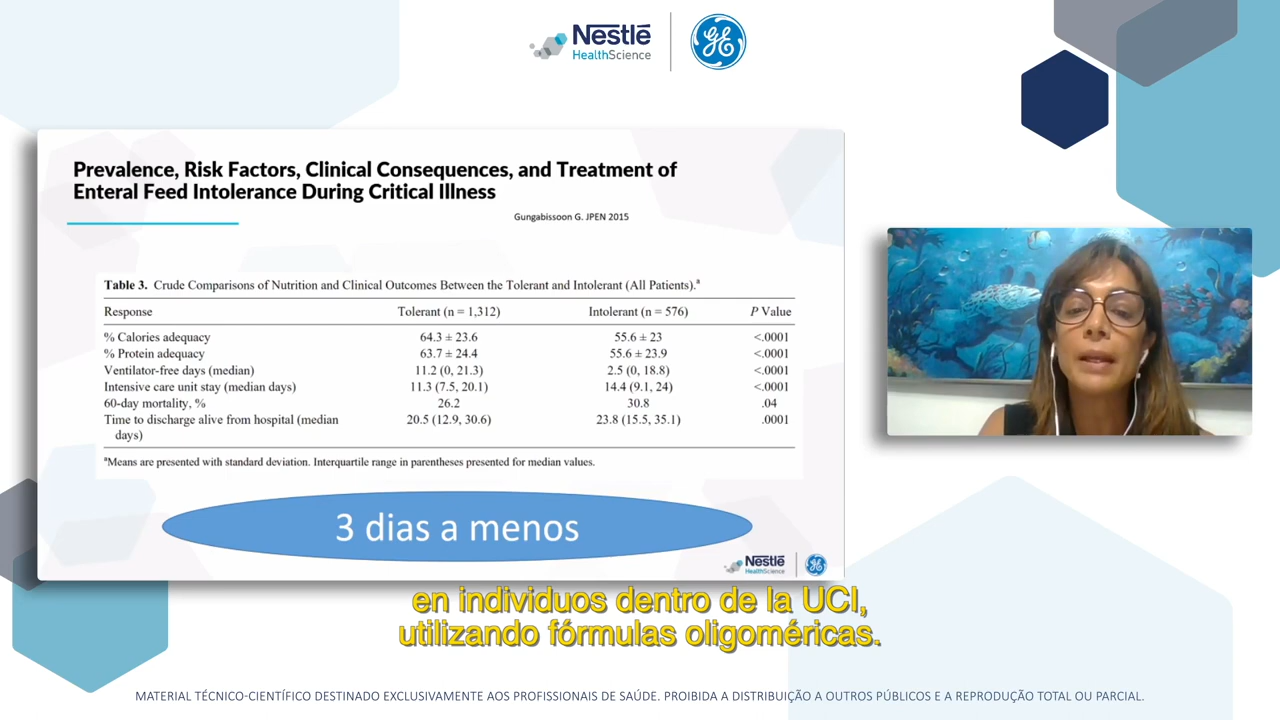 Nestlé
HealthScience
GE
Prevalence, Risk Factors, Clinical Consequences, and Treatment of
Enteral Feed Intolerance During Critical Illness
Gungabissoon G. JPEN 2015
Table 3. Crude Comparisons of Nutrition and Clinical Outcomes Between the Tolerant and Intolerant (All Patients).a
Response Tolerant (n = 1,312) Intolerant (n = 576) P Value
% Calories adequacy 64.3 ± 23.6 55.6 ± 23 <.0001
% Protein adequacy 63.7 ± 24.4 55.6 ± 23.9 <.0001
Ventilator-free days (median) 11.2 (0, 21.3) 2.5 (0, 18.8) <.0001
Intensive care unit stay (median days) 11.3 (7.5, 20.1) 14.4 (9.1, 24) <.0001
60-day mortality, % 26.2 30.8 .04
Time to discharge alive from hospital (median 20.5 (12.9, 30.6) 23.8 (15.5, 35.1) .0001
days)
aMeans are presented with standard deviation. Interquartile range in parentheses presented for median values.
3 dias a menos
Nestlé
HealthScience
GE
en individuos dentro de la UCI,
utilizando fórmulas oligoméricas.
MATERIAL TÉCNICO-CIENTÍFICO DESTINADO EXCLUSIVAMENTE AOS PROFISSIONAIS DE SAÚDE. PROIBIDA A DISTRIBUIÇÃO A OUTROS PÚBLICOS E A REPRODUÇÃO TOTAL OU PARCIAL.